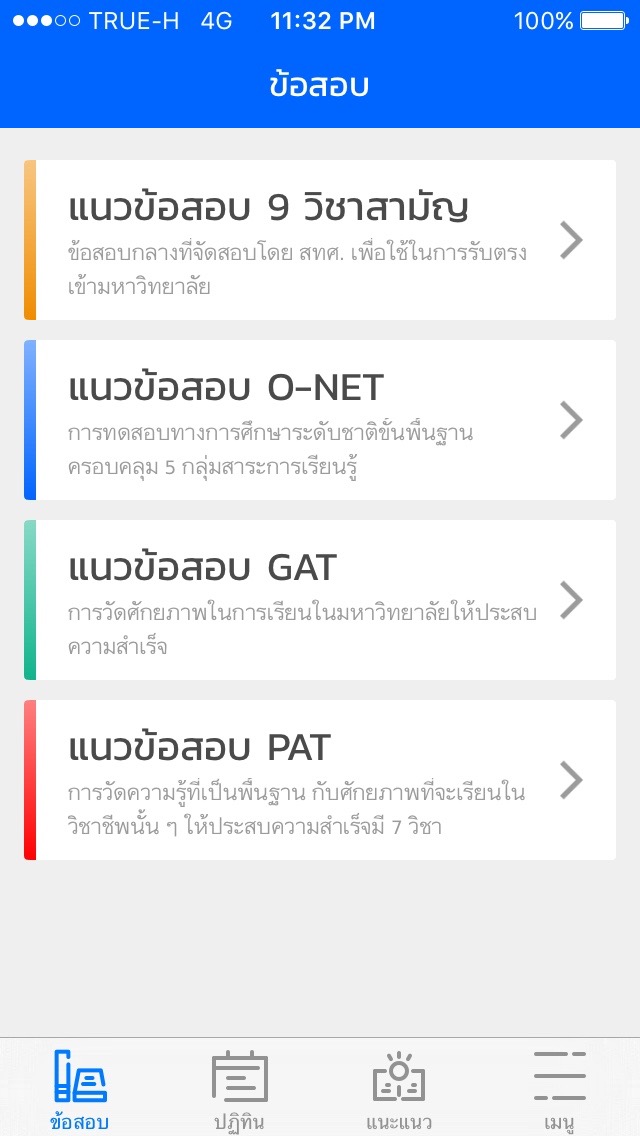 TRUE-H 4G 11:32 PM 100%
ข้อสอบ
แนวข้อสอบ 9 วิชาสามัญ
ข้อสอบกลางที่จัดสอบโดย สทศ. เพื่อใช้ในการรับตรง
เข้ามหาวิทยาลัย
แนวข้อสอบ O-NET
การทดสอบทางการศึกษาระดับชาติขั้นพื้นฐาน
ครอบคลุม 5 กลุ่มสาระการเรียนรู้
แนวข้อสอบ GAT
การวัดศักยภาพในการเรียนในมหาวิทยาลัยให้ประสบ
ความสำเร็จ
แนวข้อสอบ PAT
การวัดความรู้ที่เป็นพื้นฐาน กับศักยภาพที่จะเรียนใน
วิชาชีพนั้น ๆ ให้ประสบความสำเร็จมี 7 วิชา
ข้อสอบ ปฏิทิน แนะแนว เมนู